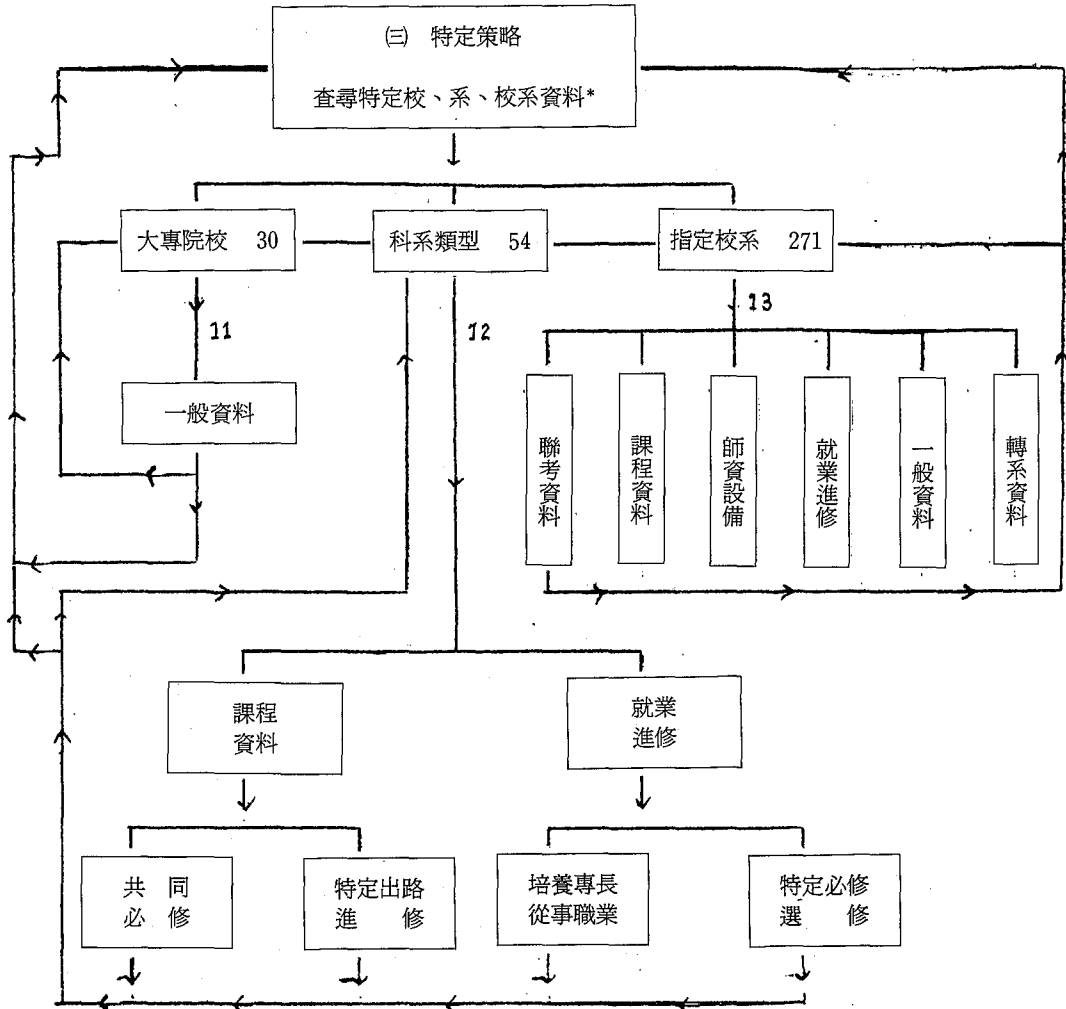 ㈢ 特定策略
查尋特定校、系、校系資料*
大專院校 30
科系類型 54
指定校系 271
11
12
13
一般資料
聯考資料
課程資料
師資設備
就業進修
一般資料
轉系資料
課程
資料
就業
進修
共同
必修
特定出路
進修
培養專長
從事職業
特定必修
選修